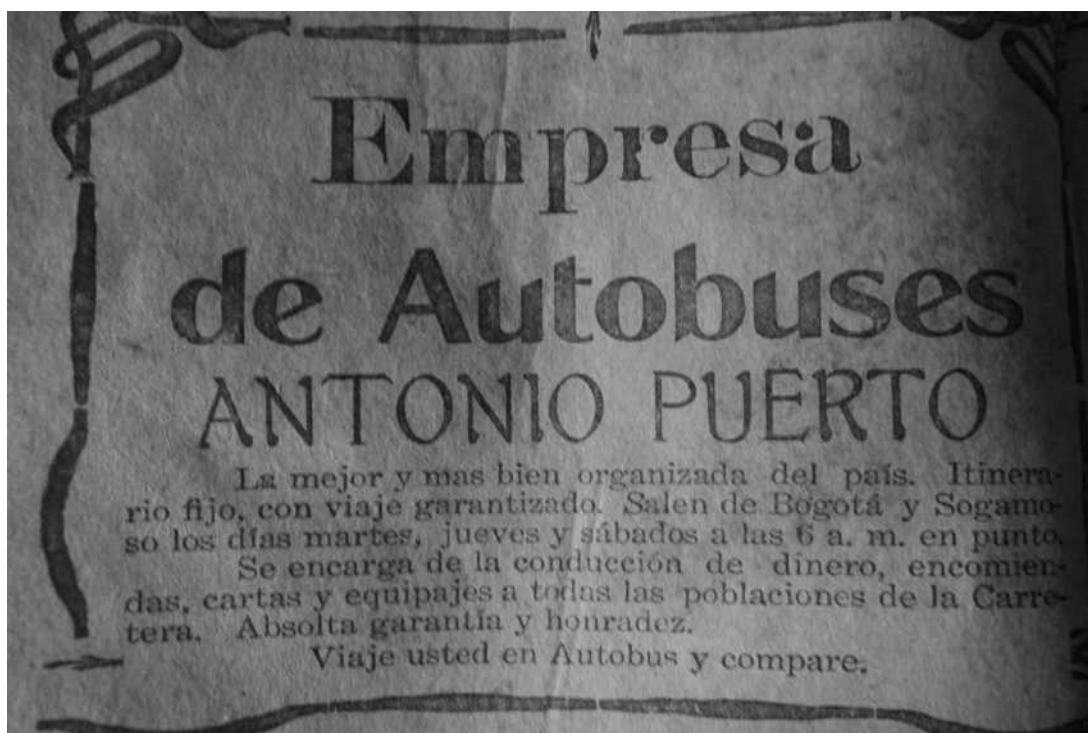 Empresa
de Autobuses
ANTONIO PUERTO
La mejor y mas bien organizada del país. Itinera-
rio fijo, con viaje garantizado. Salen de Bogotá y Sogamo-
so los días martes, jueves y sábados a las 6 a. m. en punto.
Se encarga de la conducción de dinero, encomien-
das, cartas y equipajes a todas las poblaciones de la Carre-
tera. Absolta garantía y honradez.
Viaje usted en Autobus y compare.